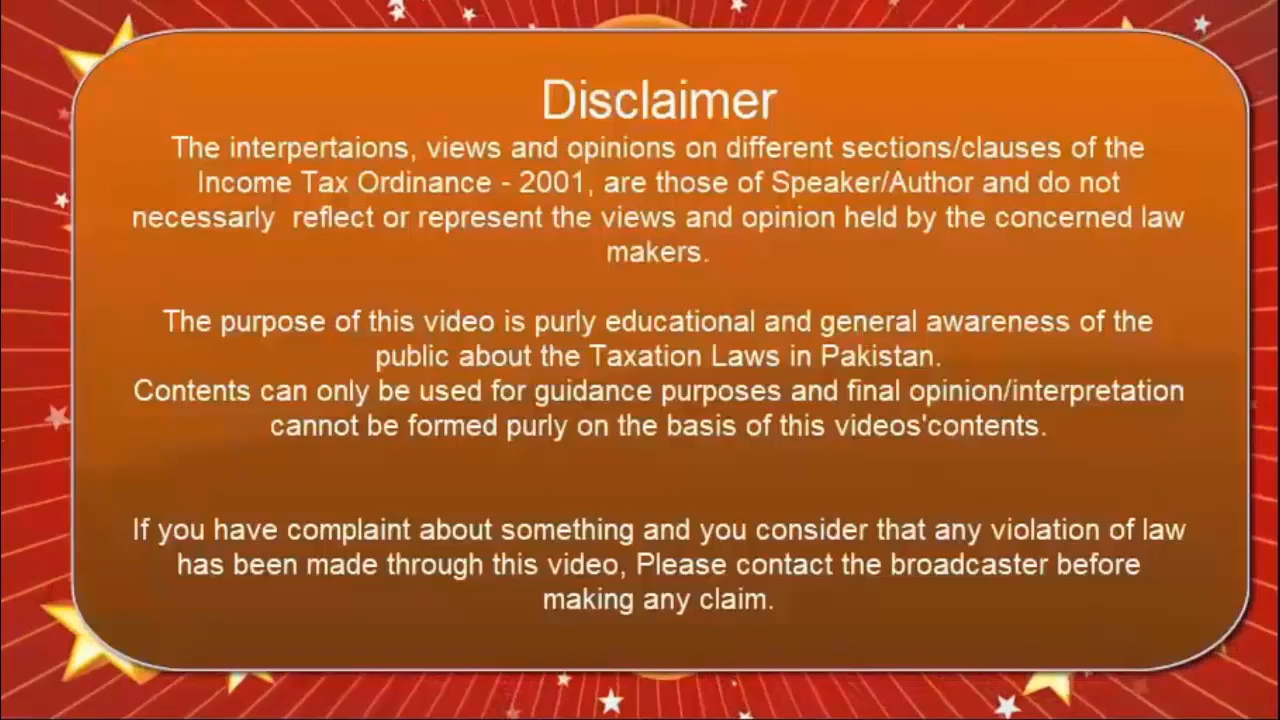 Disclaimer
The interpertaions, views and opinions on different sections/clauses of the
Income Tax Ordinance - 2001, are those of Speaker/Author and do not
necessarly  reflect or represent the views and opinion held by the concerned law
makers.
The purpose of this video is purly educational and general awareness of the
public about the Taxation Laws in Pakistan.
Contents can only be used for guidance purposes and final opinion/interpretation
cannot be formed purly on the basis of this videos'contents.
If you have complaint about something and you consider that any violation of law
has been made through this video, Please contact the broadcaster before
making any claim.